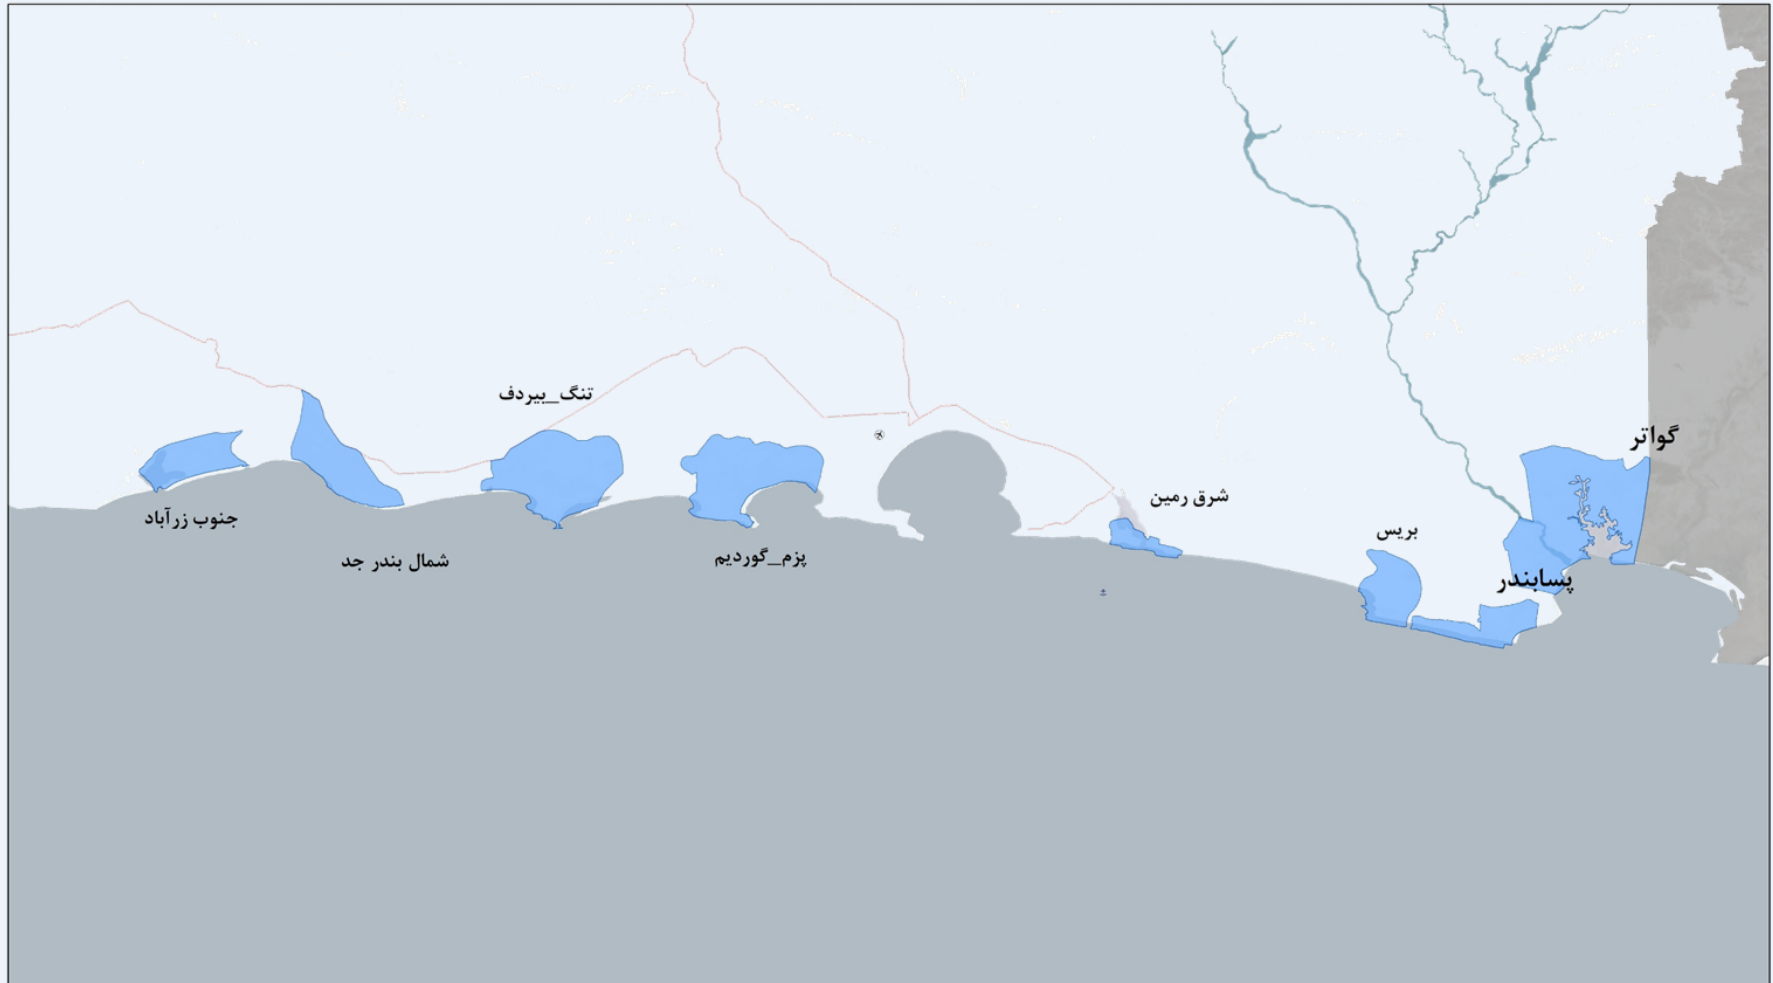 تنگ_بیردف
گواتر
شرق رمین
جنوب زرآباد
بریس
شمال بندر جد
پزم_گوردیم
پسابندر